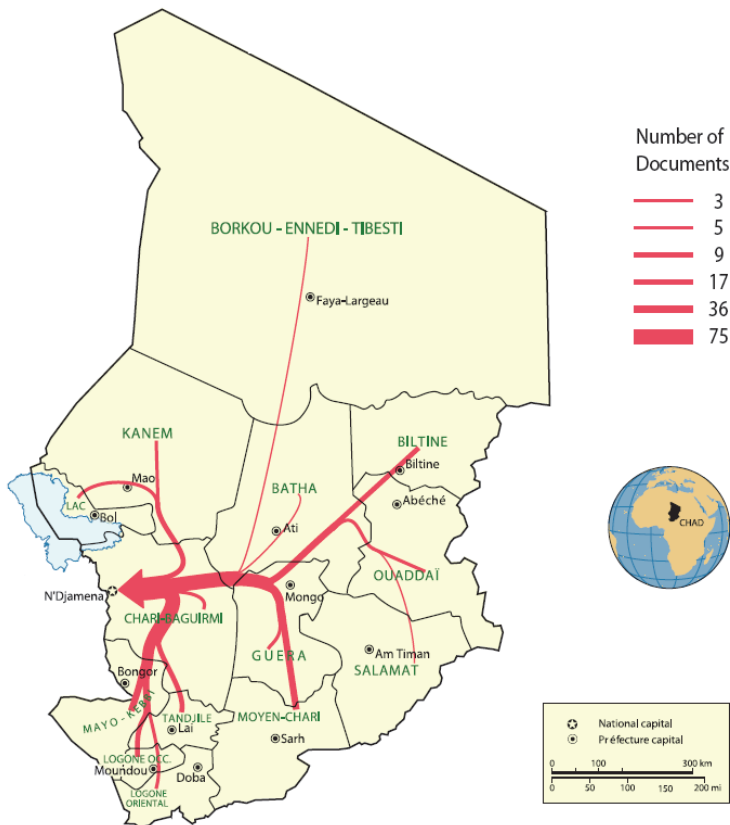 Number of
Documents
3
5
9
17
36
75
BORKOU - ENNEDI - TIBESTI
Faya-Largeau
KANEM
BILTINE
Biltine
Mao
BATHA
Abéché
LAC
Bol
Ati
CHAD
OUADDAÏ
N'Djamena
Mongo
CHARI-BAGUIRMI
GUERA
Am Timan
SALAMAT
Bongor
MAYO-KEBBI
TANDJILE
MOYEN-CHARI
Lai
Sarh
LOGONE OCC.
Moundou
Doba
LOGONE
ORIENTAL
National capital
Préfecture capital
0 100 300 km
0 50 100 150 200 mi